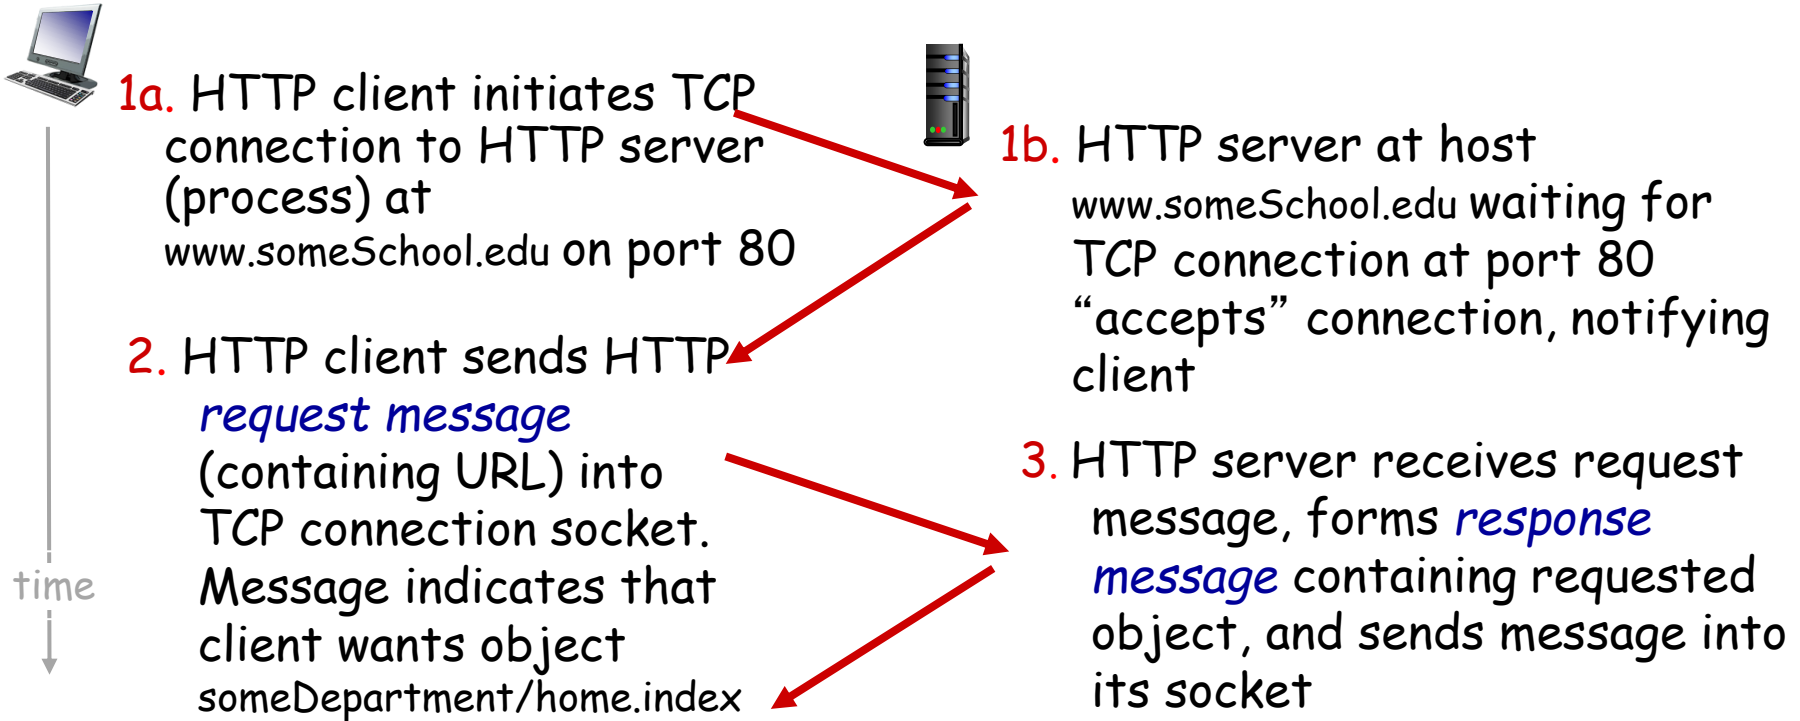 1a. HTTP client initiates TCP
connection to HTTP server
(process) at
www.someSchool.edu on port 80
1b. HTTP server at host
www.someSchool.edu waiting for
TCP connection at port 80
“accepts” connection, notifying
client
2. HTTP client sends HTTP
request message
(containing URL) into
TCP connection socket.
Message indicates that
client wants object
someDepartment/home.index
3. HTTP server receives request
message, forms response
message containing requested
object, and sends message into
its socket
time